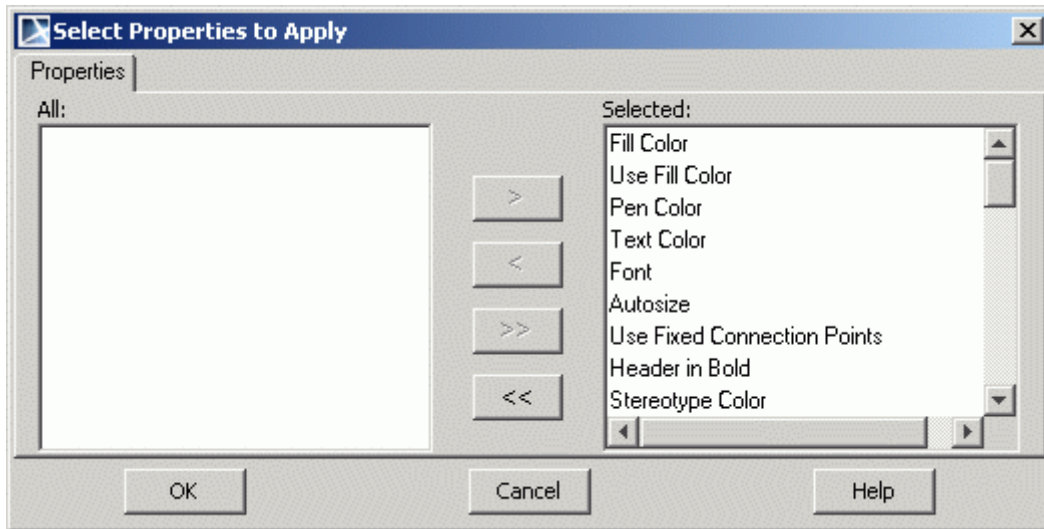 Select Properties to Apply
Properties
All:
Selected:
Fill Color
Use Fill Color
Pen Color
Text Color
Font
Autosize
Use Fixed Connection Points
Header in Bold
Stereotype Color
>
<
>>
<<
OK
Cancel
Help